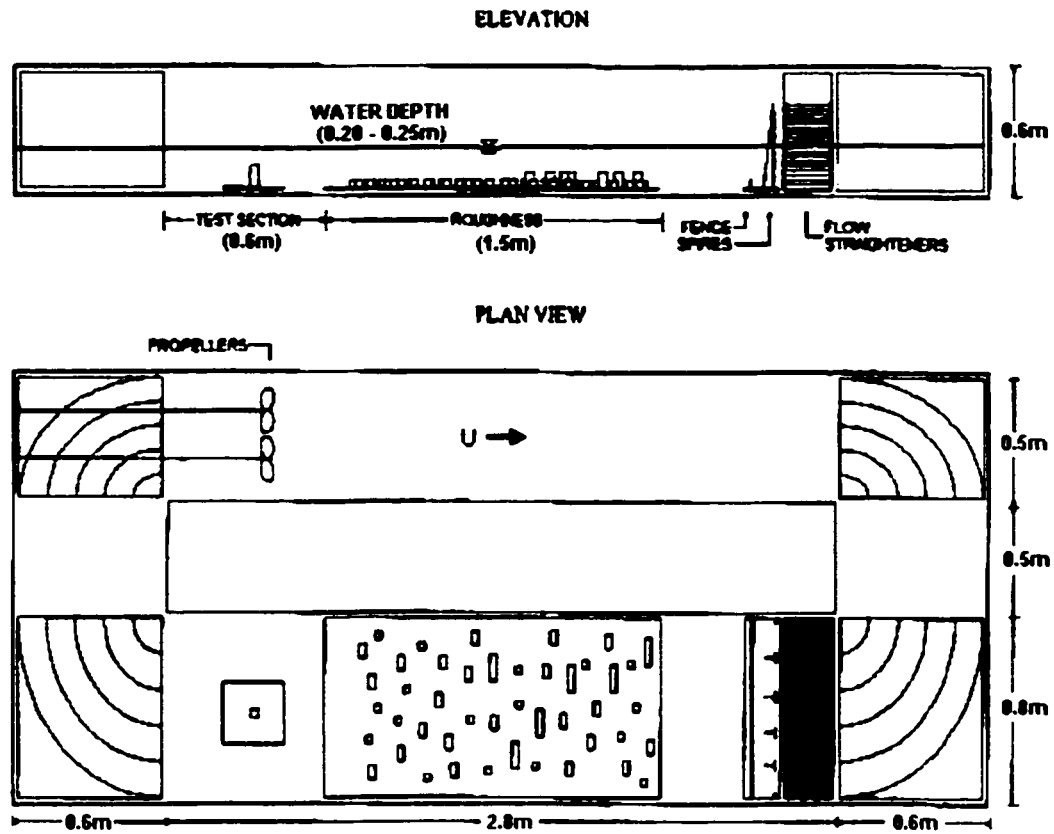 ELEVATION
WATER DEPTH
(0.20 - 0.25m)
0.6m
TEST SECTION
(0.6m)
ROUGHNESS
(1.5m)
FENCE
SPIRES
FLOW
STRAIGHTENERS
PLAN VIEW
PROPELLERS
U
0.5m
0.5m
0.8m
0.6m
2.8m
0.6m